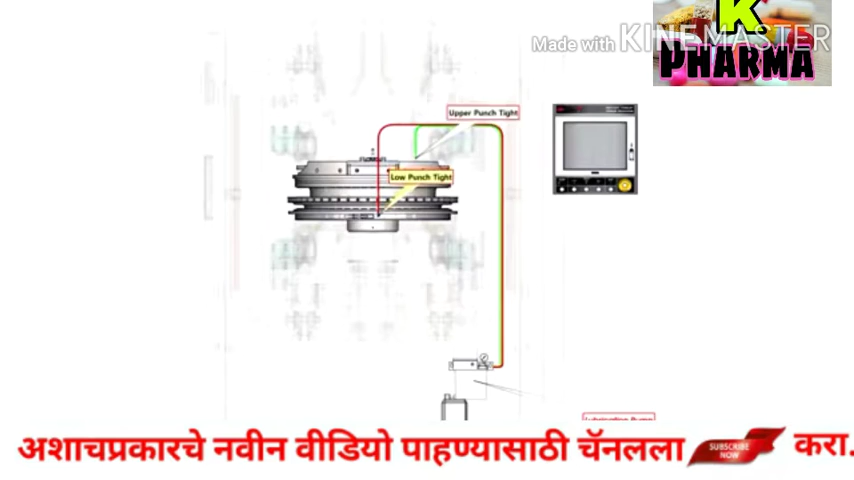 K
PHARMA
Made with KINEMASTER
Upper Punch Tight
Low Punch Tight
अशाचप्रकारचे नवीन वीडियो पाहण्यासाठी चॅनलला SUBSCRIBE NOW करा.